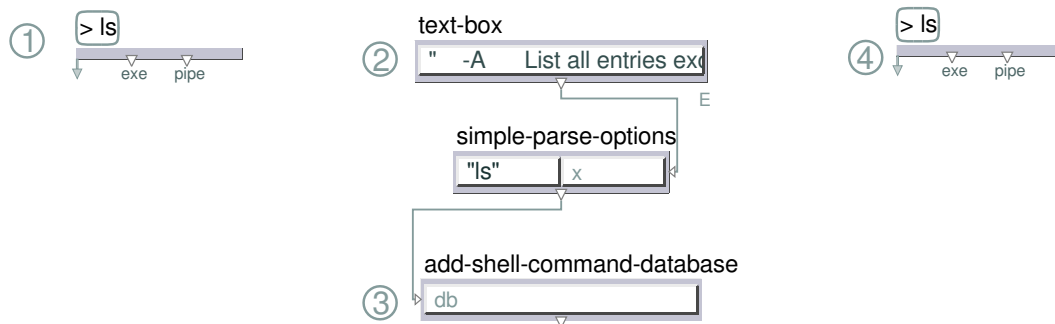 ① > ls
exe pipe
text-box
② " -A List all entries exc
E
simple-parse-options
"ls" x
add-shell-command-database
③ db
④ > ls
exe pipe